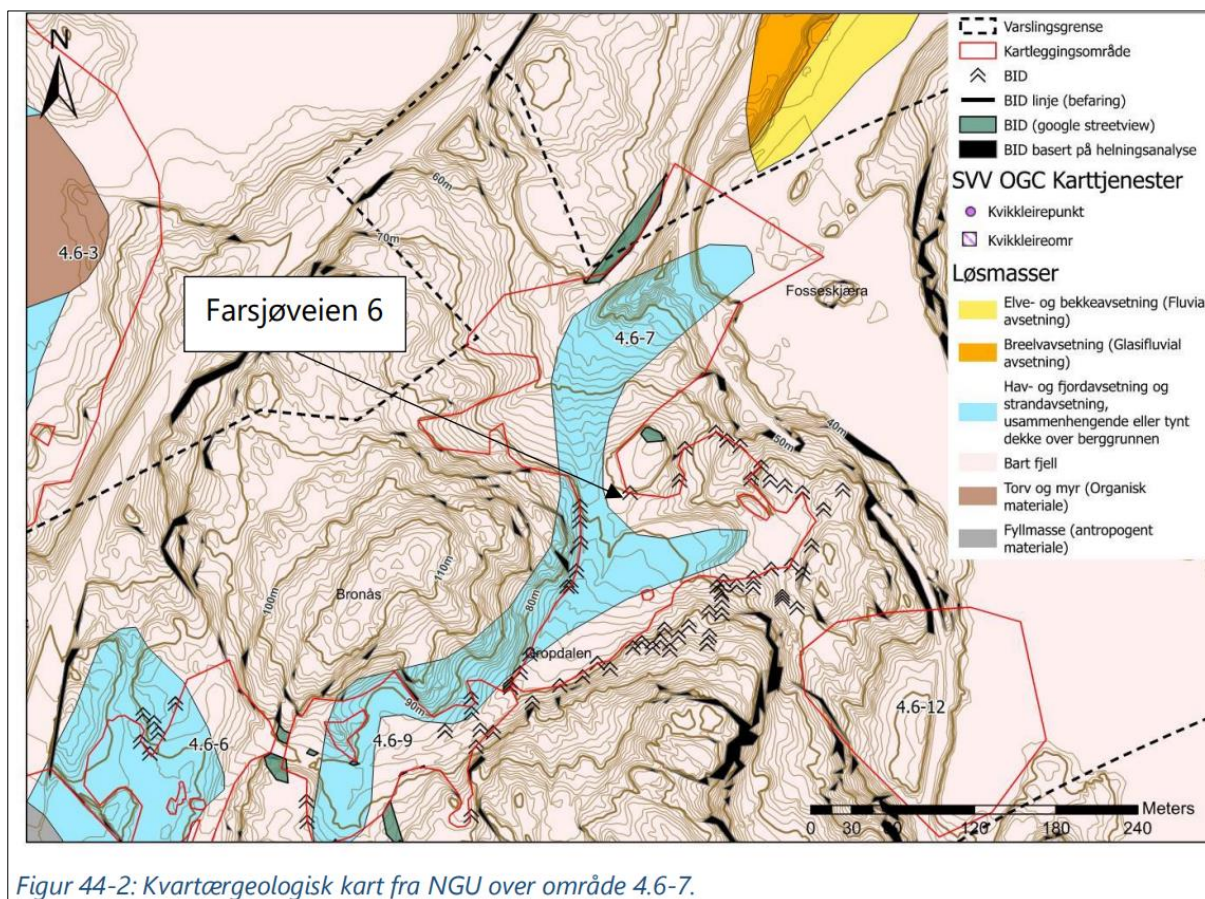 N
Varslingsgrense
Kartleggingsområde
BID
BID linje (befaring)
BID (google streetview)
BID basert på helningsanalyse
SVV OGC Karttjenester
Kvikkleirepunkt
Kvikkleireomr
Løsmasser
Elve- og bekkeavsetning (Fluvial
avsetning)
Breelvavsetning (Glasifluvial
avsetning)
Hav- og fjordavsetning og
strandavsetning,
usammenhengende eller tynt
dekke over berggrunnen
Bart fjell
Torv og myr (Organisk
materiale)
Fyllmasse (antropogent
materiale)
60m
70m
4.6-3
Farsjøveien 6
Fosseskjæra
4.6-7
40m
50m
110m
100m
Bronås
80m
Gropdalen
90m
4.6-6
4.6-9
4.6-12
Meters
0 30 60 120 180 240
Figur 44-2: Kvartærgeologisk kart fra NGU over område 4.6-7.